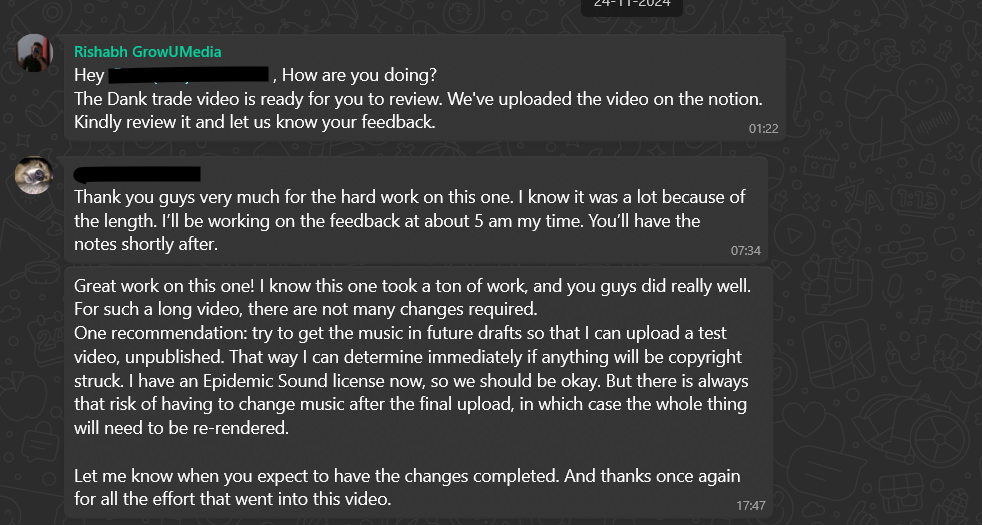 24-11-2024
Rishabh GrowUMedia
Hey , How are you doing?
The Dank trade video is ready for you to review. We've uploaded the video on the notion.
Kindly review it and let us know your feedback.
01:22
Thank you guys very much for the hard work on this one. I know it was a lot because of
the length. I'll be working on the feedback at about 5 am my time. You'll have the
notes shortly after.
07:34
Great work on this one! I know this one took a ton of work, and you guys did really well.
For such a long video, there are not many changes required.
One recommendation: try to get the music in future drafts so that I can upload a test
video, unpublished. That way I can determine immediately if anything will be copyright
struck. I have an Epidemic Sound license now, so we should be okay. But there is always
that risk of having to change music after the final upload, in which case the whole thing
will need to be re-rendered.
Let me know when you expect to have the changes completed. And thanks once again
for all the effort that went into this video.
17:47